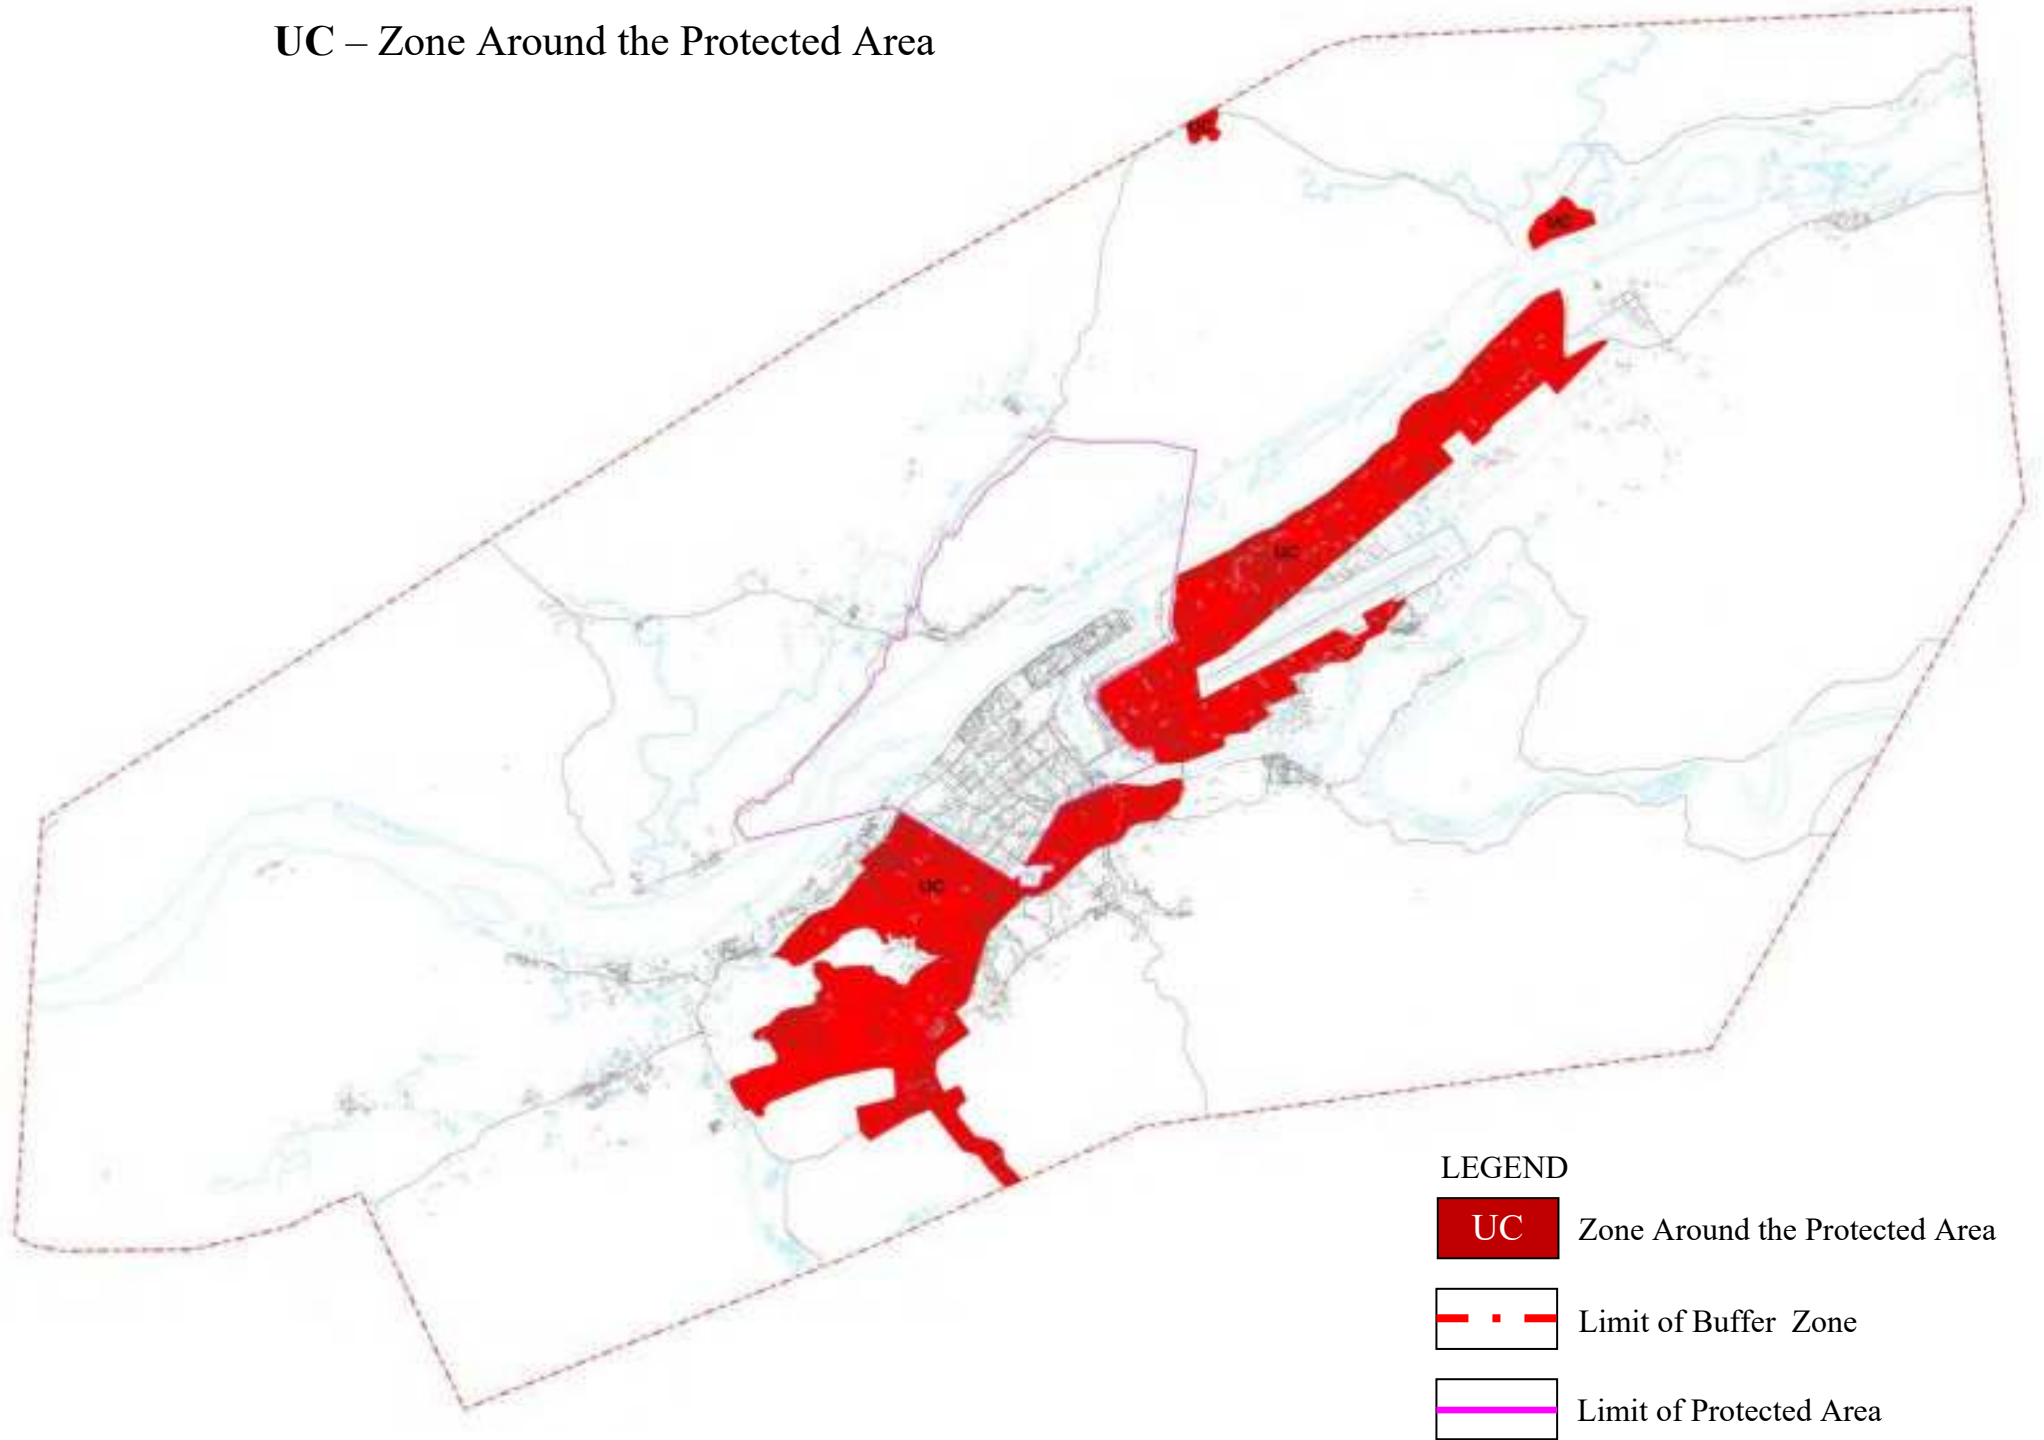 UC – Zone Around the Protected Area
UC
UC
UC
UC
LEGEND
UC Zone Around the Protected Area
Limit of Buffer Zone
Limit of Protected Area